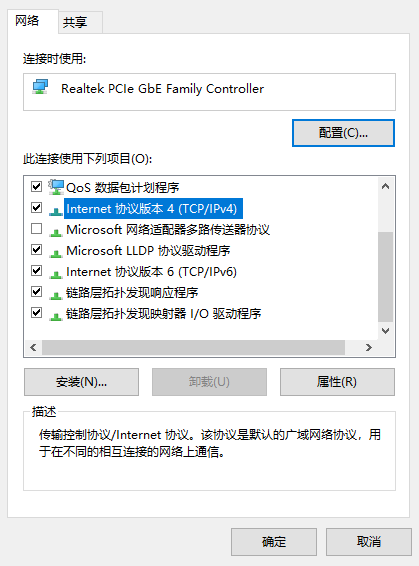 网络
共享
连接时使用:
Realtek PCIe GbE Family Controller
配置(C)...
此连接使用下列项目(O):
QoS 数据包计划程序
Internet 协议版本 4 (TCP/IPv4)
Microsoft 网络适配器多路传送器协议
Microsoft LLDP 协议驱动程序
Internet 协议版本 6 (TCP/IPv6)
链路层拓扑发现响应程序
链路层拓扑发现映射器 I/O 驱动程序
安装(N)...
卸载(U)
属性(R)
描述
传输控制协议/Internet 协议。该协议是默认的广域网络协议，用
于在不同的相互连接的网络上通信。
确定
取消